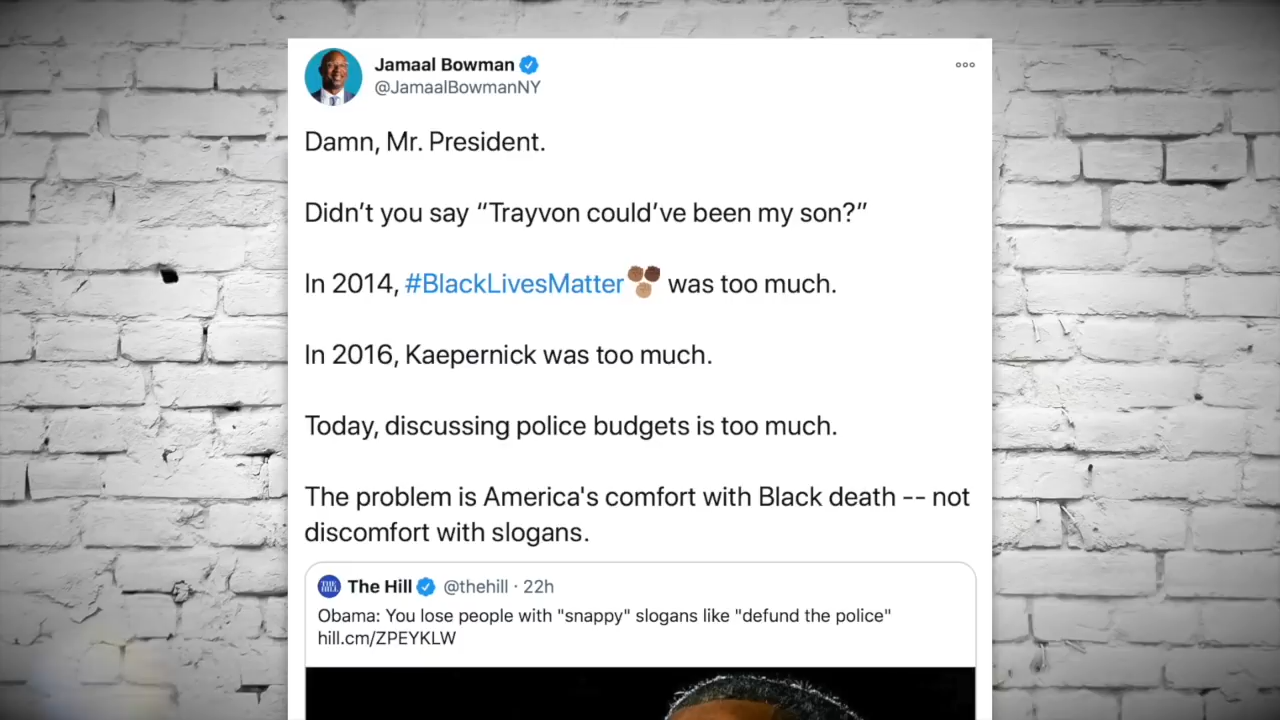 Jamaal Bowman
@JamaalBowmanNY
Damn, Mr. President.
Didn’t you say “Trayvon could’ve been my son?”
In 2014, #BlackLivesMatter was too much.
In 2016, Kaepernick was too much.
Today, discussing police budgets is too much.
The problem is America's comfort with Black death -- not
discomfort with slogans.
THE HILL
The Hill @thehill · 22h
Obama: You lose people with "snappy" slogans like "defund the police"
hill.cm/ZPEYKLW